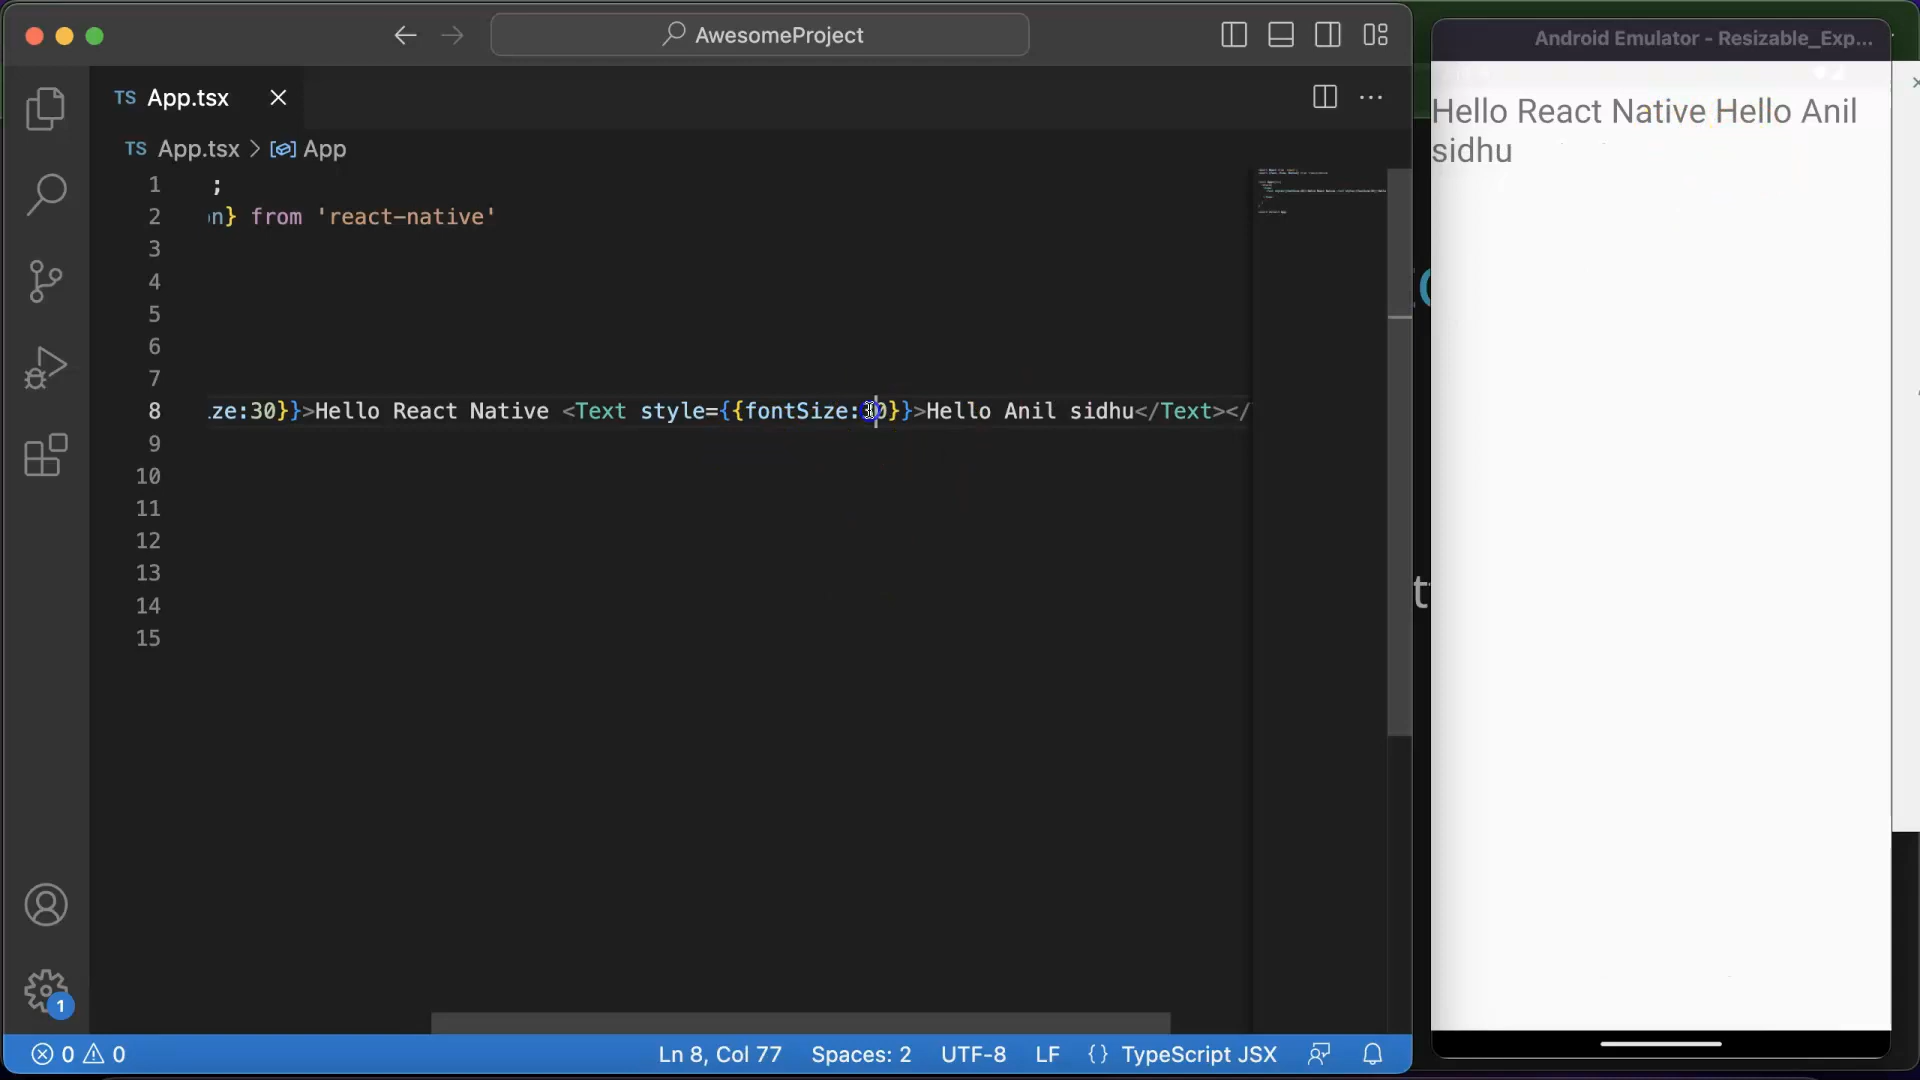 AwesomeProject
Android Emulator - Resizable_Exp...
TS App.tsx
TS App.tsx > App
1 ;
2 n} from 'react-native'
3
4
5
6
7
8 ze:30}}>Hello React Native <Text style={{fontSize:30}}>Hello Anil sidhu</Text></
9
10
11
12
13
14
15
Hello React Native Hello Anil
sidhu
1
0 0
Ln 8, Col 77 Spaces: 2 UTF-8 LF {} TypeScript JSX